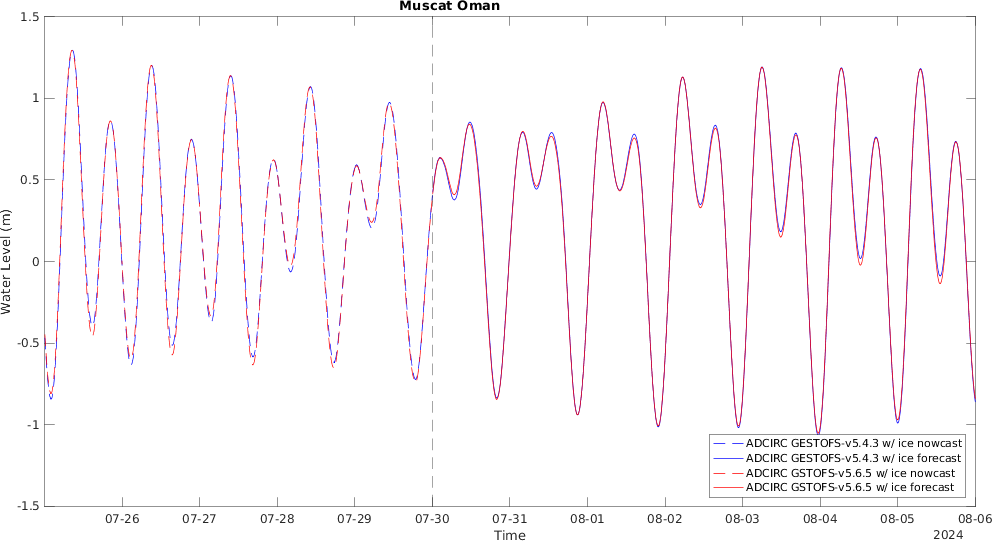 Muscat Oman
1.5
1
0.5
0
-0.5
-1
-1.5
Water Level (m)
ADCIRC GESTOFS-v5.4.3 w/ ice nowcast
ADCIRC GESTOFS-v5.4.3 w/ ice forecast
ADCIRC GSTOFS-v5.6.5 w/ ice nowcast
ADCIRC GSTOFS-v5.6.5 w/ ice forecast
07-26 07-27 07-28 07-29 07-30 07-31 08-01 08-02 08-03 08-04 08-05 08-06
Time
2024